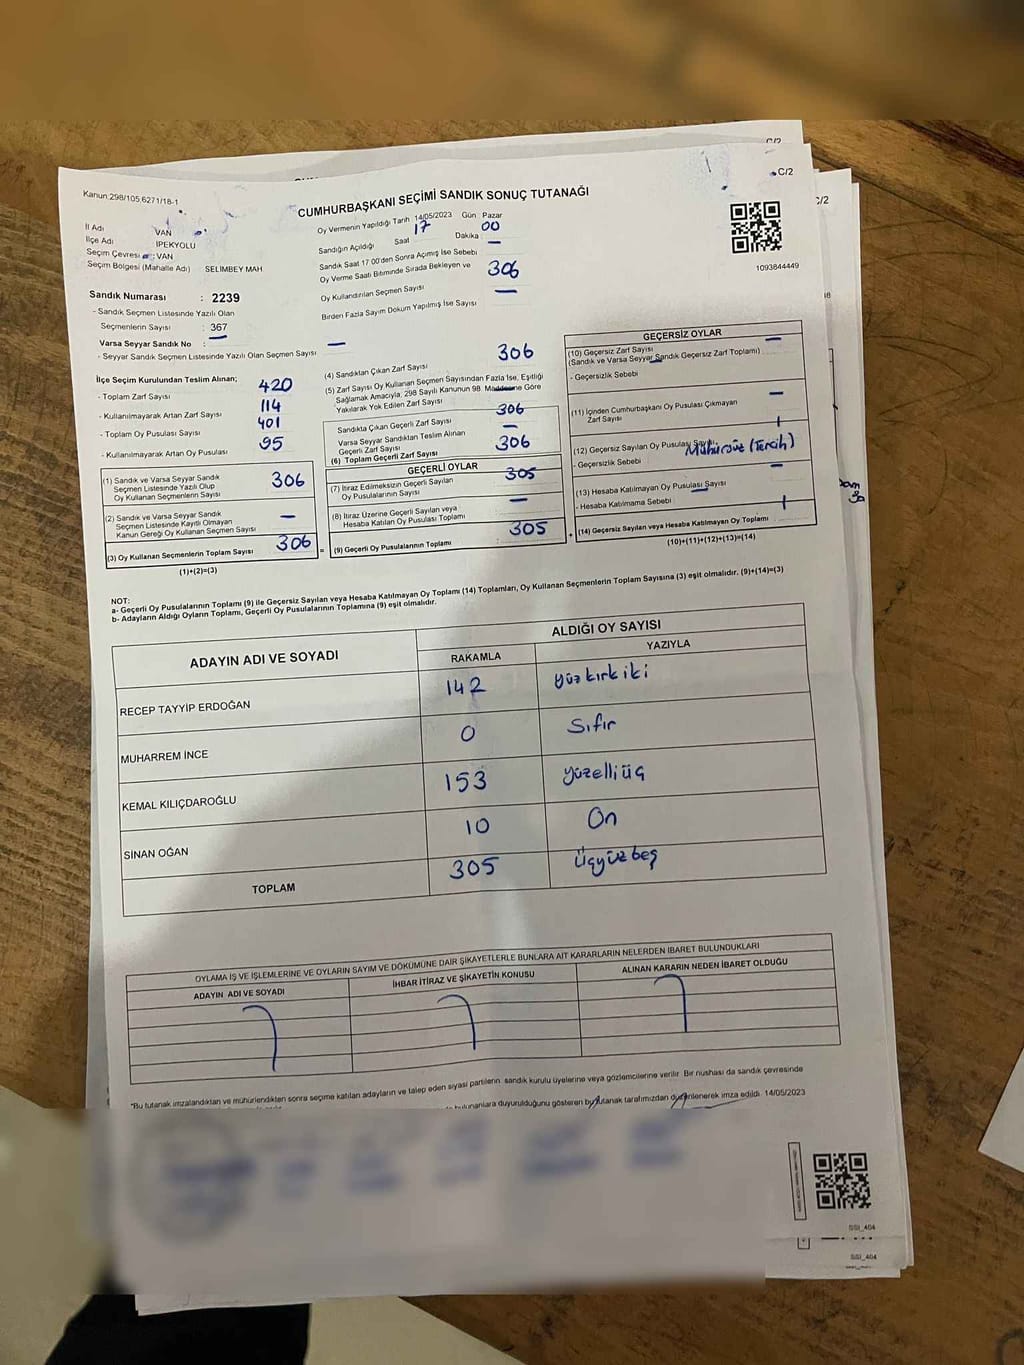 C/2
C/2
C/2
Kanun:298/105,6271/18-1
CUMHURBAŞKANI SEÇİMİ SANDIK SONUÇ TUTANAĞI
İl Adı VAN
İlçe Adı İPEKYOLU
Seçim Çevresi : VAN
Seçim Bölgesi (Mahalle Adı) SELİMBEY MAH
Sandık Numarası : 2239
- Sandık Seçmen Listesinde Yazılı Olan
Seçmenlerin Sayısı : 367
Varsa Seyyar Sandık No : —
- Seyyar Sandık Seçmen Listesinde Yazılı Olan Seçmen Sayısı —
Oy Vermenin Yapıldığı Tarih 14/05/2023 Gün Pazar
Sandığın Açıldığı Saat 17 Dakika 00
Sandık Saat 17:00'den Sonra Açımış İse Sebebi —
Oy Verme Saati Bitiminde Sırada Bekleyen ve
Oy Kullandırılan Seçmen Sayısı 306
Birden Fazla Sayım Döküm Yapılmış İse Sayısı —
1093844449
İlçe Seçim Kurulundan Teslim Alınan;
- Toplam Zarf Sayısı 420
- Kullanılmayarak Artan Zarf Sayısı 114
- Toplam Oy Pusulası Sayısı 401
- Kullanılmayarak Artan Oy Pusulası 95
(1) Sandık ve Varsa Seyyar Sandık
Seçmen Listesinde Yazılı Olup
Oy Kullanan Seçmenlerin Sayısı 306
(2) Sandık ve Varsa Seyyar Sandık
Seçmen Listesinde Kayıtlı Olmayan
Kanun Gereği Oy Kullanan Seçmen Sayısı —
(3) Oy Kullanan Seçmenlerin Toplam Sayısı 306
(1)+(2)=(3)
(4) Sandıktan Çıkan Zarf Sayısı 306
(5) Zarf Sayısı Oy Kullanan Seçmen Sayısından Fazla İse, Eşitliği
Sağlamak Amacıyla, 298 Sayılı Kanunun 98. Maddesine Göre
Yakılarak Yok Edilen Zarf Sayısı —
Sandıkta Çıkan Geçerli Zarf Sayısı 306
Varsa Seyyar Sandıktan Teslim Alınan
Geçerli Zarf Sayısı —
(6) Toplam Geçerli Zarf Sayısı 306
GEÇERLİ OYLAR
(7) İtiraz Edilmeksizin Geçerli Sayılan
Oy Pusulalarının Sayısı 305
(8) İtiraz Üzerine Geçerli Sayılan veya
Hesaba Katılan Oy Pusulası Toplamı —
= (9) Geçerli Oy Pusulalarının Toplamı 305
GEÇERSİZ OYLAR
(10) Geçersiz Zarf Sayısı —
(Sandık ve Varsa Seyyar Sandık Geçersiz Zarf Toplamı)
- Geçersizlik Sebebi —
(11) İçinden Cumhurbaşkanı Oy Pusulası Çıkmayan
Zarf Sayısı —
(12) Geçersiz Sayılan Oy Pusulası Sayısı 1
- Geçersizlik Sebebi Mühürsüz (Tercih)
(13) Hesaba Katılmayan Oy Pusulası Sayısı —
- Hesaba Katılmama Sebebi —
+ (14) Geçersiz Sayılan veya Hesaba Katılmayan Oy Toplamı 1
(10)+(11)+(12)+(13)=(14)
NOT:
a- Geçerli Oy Pusulalarının Toplamı (9) ile Geçersiz Sayılan veya Hesaba Katılmayan Oy Toplamı (14) Toplamları, Oy Kullanan Seçmenlerin Toplam Sayısına (3) eşit olmalıdır. (9)+(14)=(3)
b- Adayların Aldığı Oyların Toplamı, Geçerli Oy Pusulalarının Toplamına (9) eşit olmalıdır.
ADAYIN ADI VE SOYADI
ALDIĞI OY SAYISI
RAKAMLA YAZIYLA
RECEP TAYYİP ERDOĞAN 142 yüzkırkiki
MUHARREM İNCE 0 Sıfır
KEMAL KILIÇDAROĞLU 153 yüzelliüç
SİNAN OĞAN 10 On
TOPLAM 305 Üçyüzbeş
OYLAMA İŞ VE İŞLEMLERİNE VE OYLARIN SAYIM VE DÖKÜMÜNE DAİR ŞİKAYETLERLE BUNLARA AİT KARARLARIN NELERDEN İBARET BULUNDUKLARI
ADAYIN ADI VE SOYADI İHBAR İTİRAZ VE ŞİKAYETİN KONUSU ALINAN KARARIN NEDEN İBARET OLDUĞU
*Bu tutanak imzalandıktan ve mühürlendikten sonra seçime katılan adayların ve talep eden siyasi partilerin sandık kurulu üyelerine veya gözlemcilerine verilir. Bir nüshası da sandık çevresinde
bulunanlara duyurulduğunu gösteren bu tutanak tarafımızdan düzenlenerek imza edildi. 14/05/2023
SSI_404
SSI_404